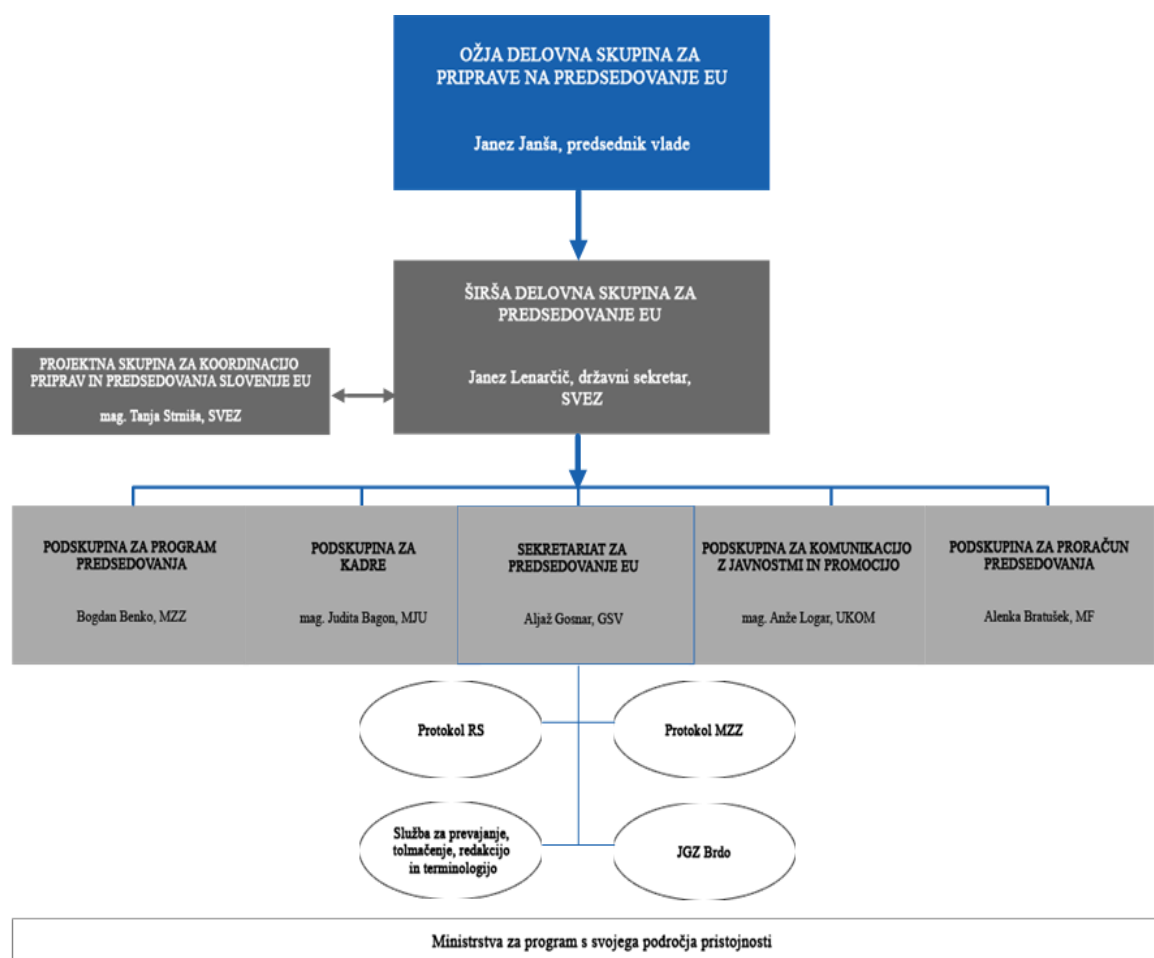 OŽJA DELOVNA SKUPINA ZA
PRIPRAVE NA PREDSEDOVANJE EU
Janez Janša, predsednik vlade
ŠIRŠA DELOVNA SKUPINA ZA
PREDSEDOVANJE EU
Janez Lenarčič, državni sekretar,
SVEZ
PROJEKTNA SKUPINA ZA KOORDINACIJO
PRIPRAV IN PREDSEDOVANJA SLOVENIJE EU
mag. Tanja Strniša, SVEZ
PODSKUPINA ZA PROGRAM
PREDSEDOVANJA
Bogdan Benko, MZZ
PODSKUPINA ZA
KADRE
mag. Judita Bagon, MJU
SEKRETARIAT ZA
PREDSEDOVANJE EU
Aljaž Gosnar, GSV
PODSKUPINA ZA KOMUNIKACIJO
Z JAVNOSTMI IN PROMOCIJO
mag. Anže Logar, UKOM
PODSKUPINA ZA PRORAČUN
PREDSEDOVANJA
Alenka Bratušek, MF
Protokol RS
Protokol MZZ
Služba za prevajanje,
tolmačenje, redakcijo
in terminologijo
JGZ Brdo
Ministrstva za program s svojega področja pristojnosti